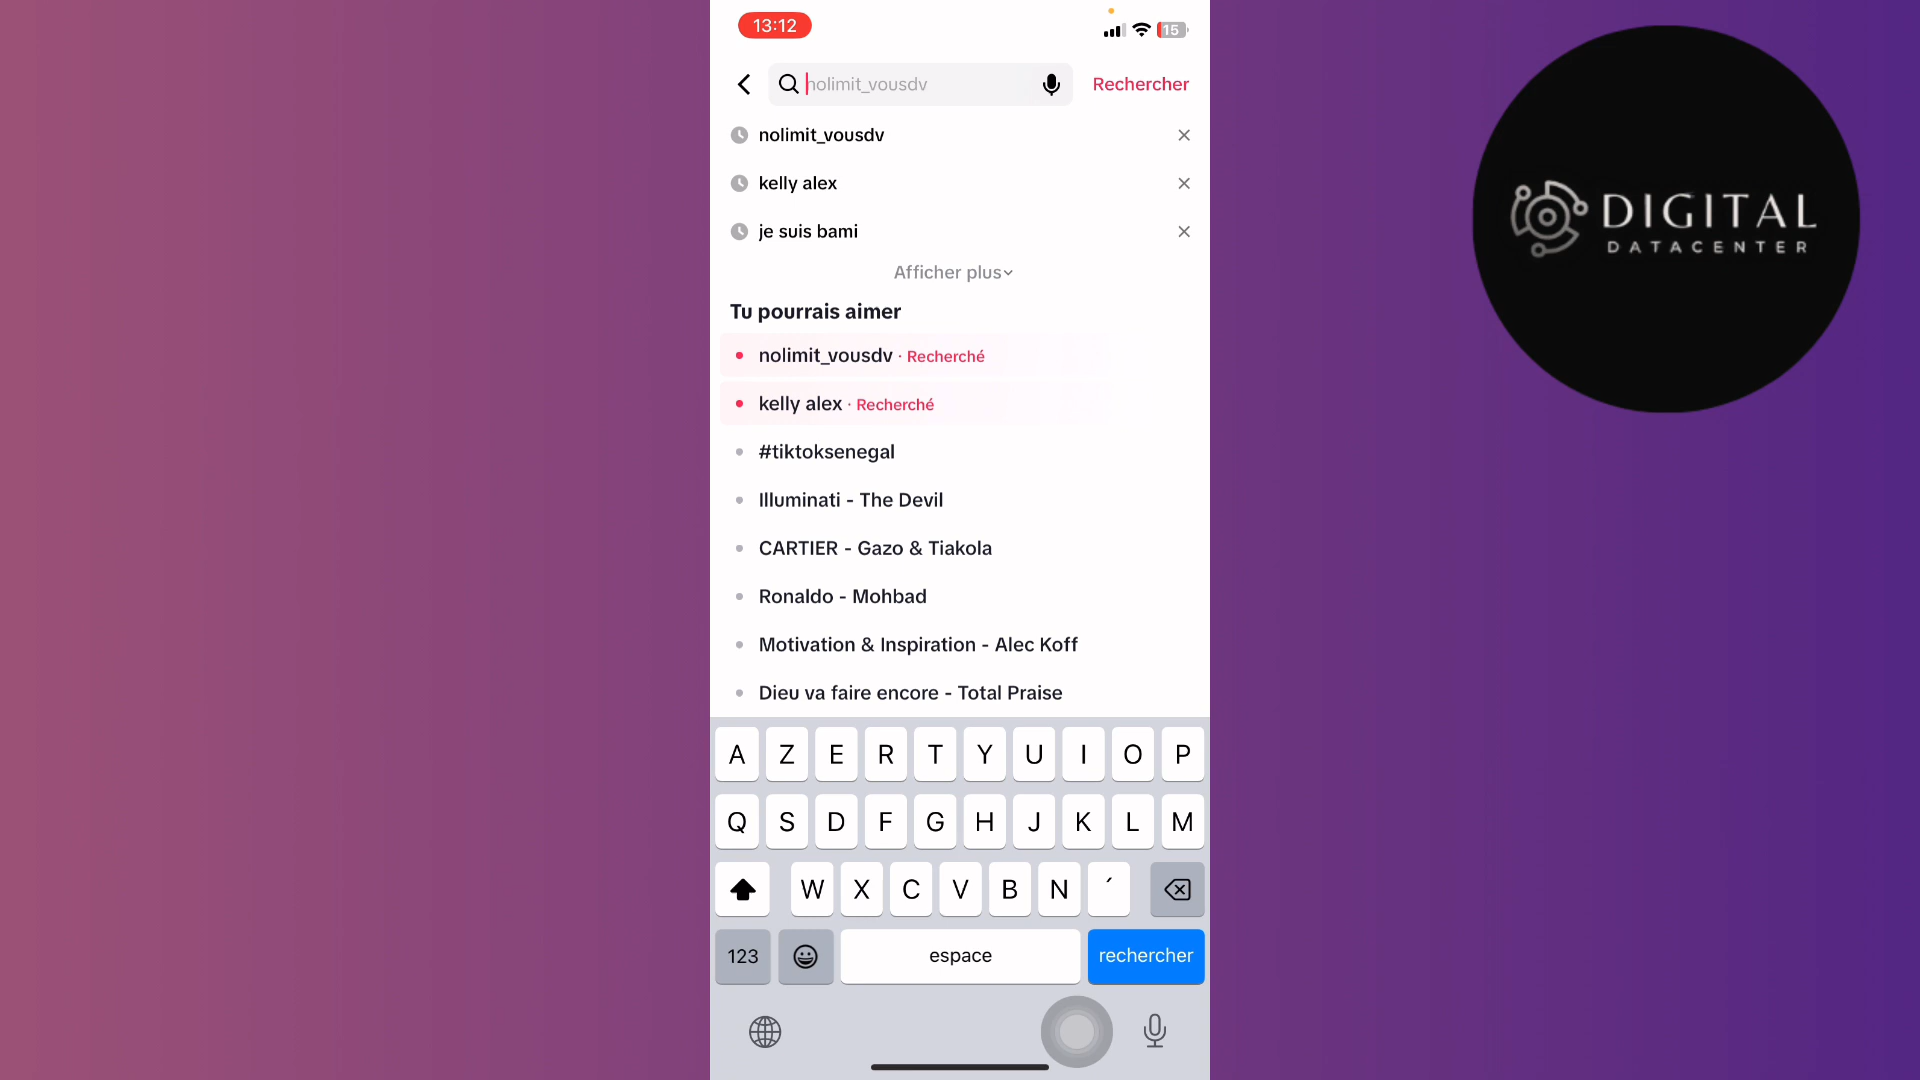 13:12
15
nolimit_vousdv
Rechercher
nolimit_vousdv
kelly alex
je suis bami
Afficher plus
Tu pourrais aimer
nolimit_vousdv · Recherché
kelly alex · Recherché
#tiktoksenegal
Illuminati - The Devil
CARTIER - Gazo & Tiakola
Ronaldo - Mohbad
Motivation & Inspiration - Alec Koff
Dieu va faire encore - Total Praise
A Z E R T Y U I O P
Q S D F G H J K L M
W X C V B N ´
123 espace rechercher
DIGITAL
DATACENTER